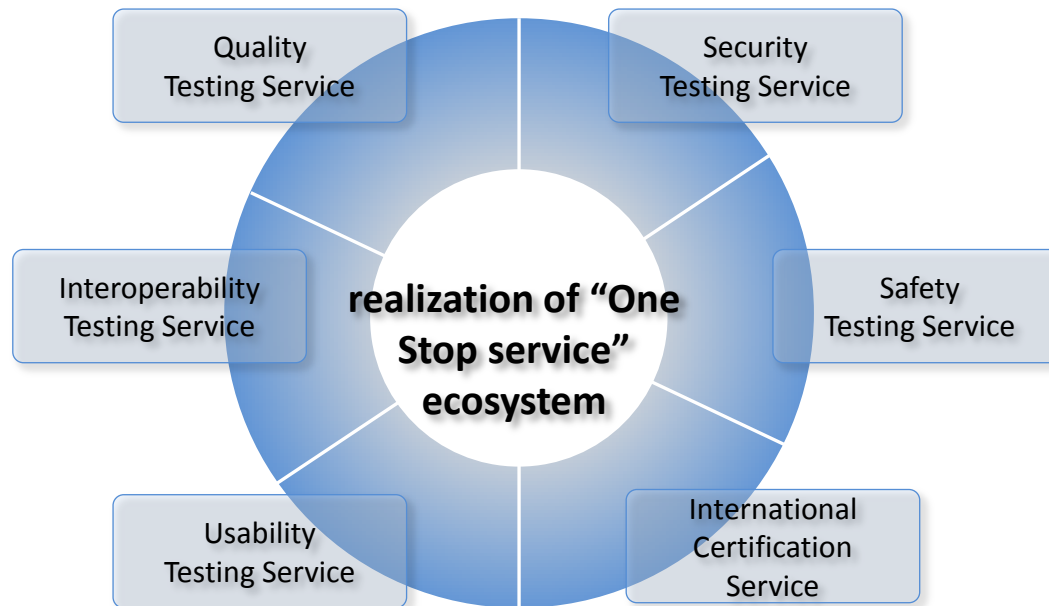 Quality
Testing Service
Security
Testing Service
Interoperability
Testing Service
realization of “One
Stop service”
ecosystem
Safety
Testing Service
Usability
Testing Service
International
Certification
Service